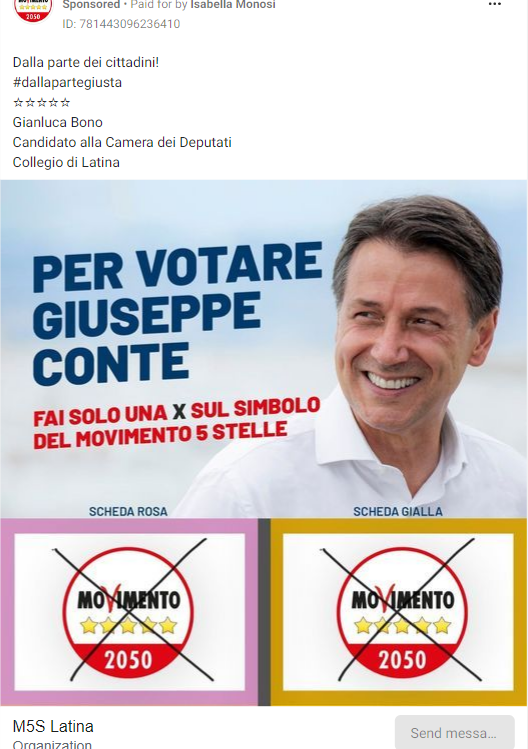 MOVIMENTO
2050
Sponsored • Paid for by Isabella Monosi
ID: 781443096236410
Dalla parte dei cittadini!
#dallapartegiusta
☆☆☆☆☆
Gianluca Bono
Candidato alla Camera dei Deputati
Collegio di Latina
PER VOTARE
GIUSEPPE
CONTE
FAI SOLO UNA X SUL SIMBOLO
DEL MOVIMENTO 5 STELLE
SCHEDA ROSA
SCHEDA GIALLA
MOVIMENTO
2050
MOVIMENTO
2050
M5S Latina
Organization
Send messa...